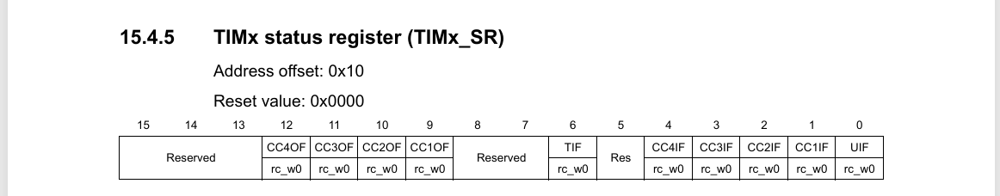 15.4.5 TIMx status register (TIMx_SR)
Address offset: 0x10
Reset value: 0x0000
15 14 13 12 11 10 9 8 7 6 5 4 3 2 1 0
Reserved CC4OF CC3OF CC2OF CC1OF Reserved TIF Res CC4IF CC3IF CC2IF CC1IF UIF
rc_w0 rc_w0 rc_w0 rc_w0 rc_w0 rc_w0 rc_w0 rc_w0 rc_w0 rc_w0